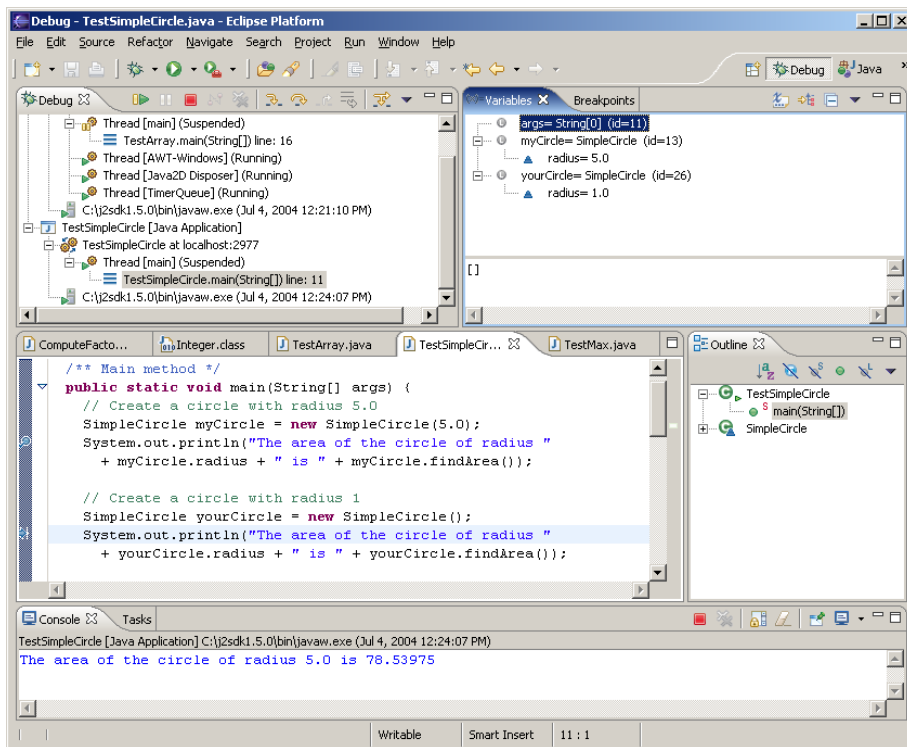 Debug - TestSimpleCircle.java - Eclipse Platform
File Edit Source Refactor Navigate Search Project Run Window Help
Debug Java »
Debug
Thread [main] (Suspended)
TestArray.main(String[]) line: 16
Thread [AWT-Windows] (Running)
Thread [Java2D Disposer] (Running)
Thread [TimerQueue] (Running)
C:\j2sdk1.5.0\bin\javaw.exe (Jul 4, 2004 12:21:10 PM)
TestSimpleCircle [Java Application]
TestSimpleCircle at localhost:2977
Thread [main] (Suspended)
TestSimpleCircle.main(String[]) line: 11
C:\j2sdk1.5.0\bin\javaw.exe (Jul 4, 2004 12:24:07 PM)
Variables Breakpoints
args= String[0] (id=11)
myCircle= SimpleCircle (id=13)
radius= 5.0
yourCircle= SimpleCircle (id=26)
radius= 1.0
[]
ComputeFacto... Integer.class TestArray.java TestSimpleCir... TestMax.java
/** Main method */
public static void main(String[] args) {
// Create a circle with radius 5.0
SimpleCircle myCircle = new SimpleCircle(5.0);
System.out.println("The area of the circle of radius "
+ myCircle.radius + " is " + myCircle.findArea());
// Create a circle with radius 1
SimpleCircle yourCircle = new SimpleCircle();
System.out.println("The area of the circle of radius "
+ yourCircle.radius + " is " + yourCircle.findArea());
Outline
TestSimpleCircle
main(String[])
SimpleCircle
Console Tasks
TestSimpleCircle [Java Application] C:\j2sdk1.5.0\bin\javaw.exe (Jul 4, 2004 12:24:07 PM)
The area of the circle of radius 5.0 is 78.53975
Writable Smart Insert 11 : 1